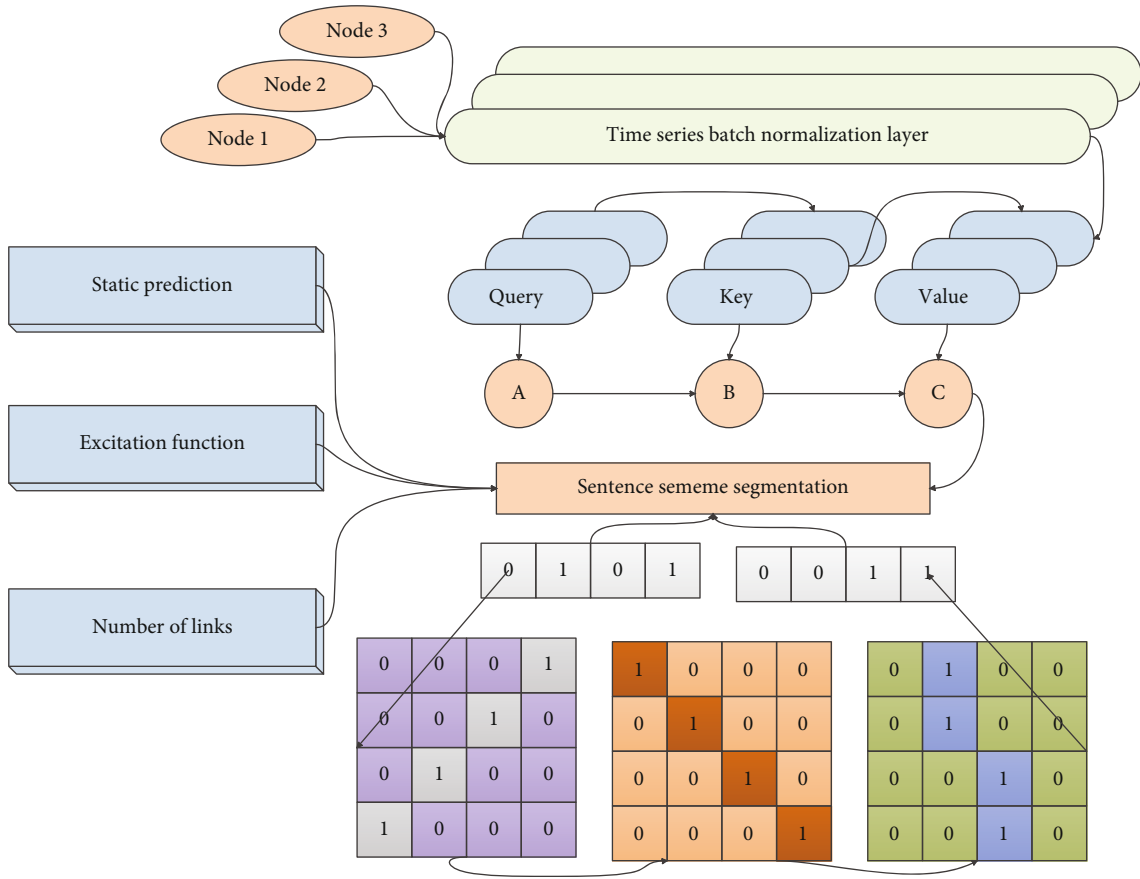 Node 3
Node 2
Node 1
Time series batch normalization layer
Static prediction
Query
Key
Value
A
B
C
Excitation function
Sentence sememe segmentation
0 1 0 1
0 0 1 1
Number of links
0 0 0 1
0 0 1 0
0 1 0 0
1 0 0 0
1 0 0 0
0 1 0 0
0 0 1 0
0 0 0 1
0 1 0 0
0 1 0 0
0 0 1 0
0 0 1 0